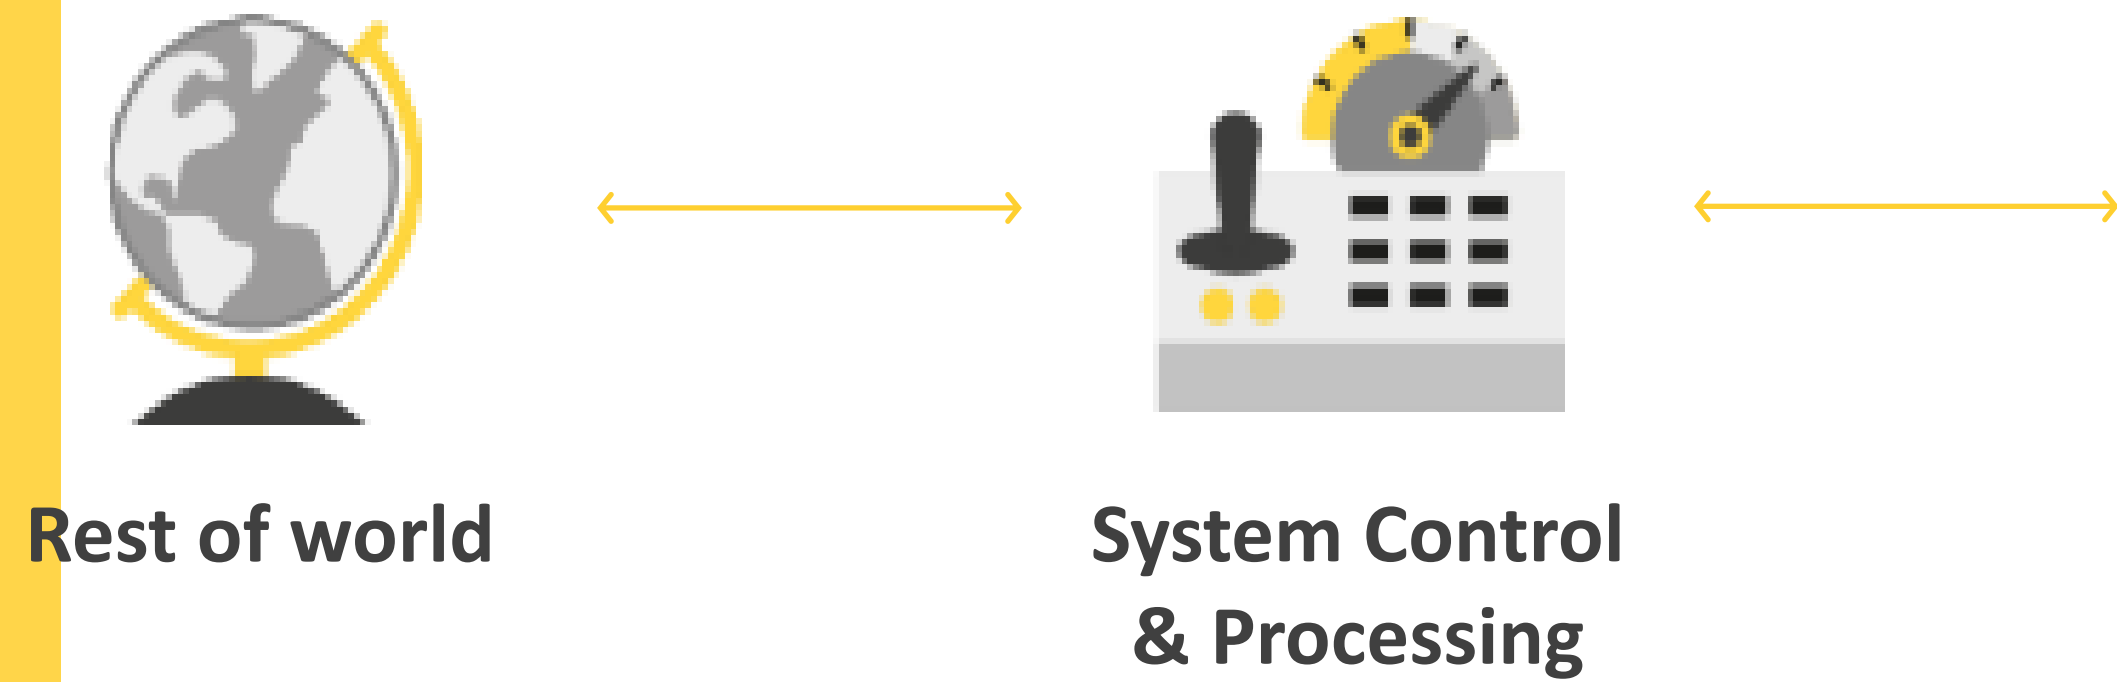 Rest of world
System Control
& Processing